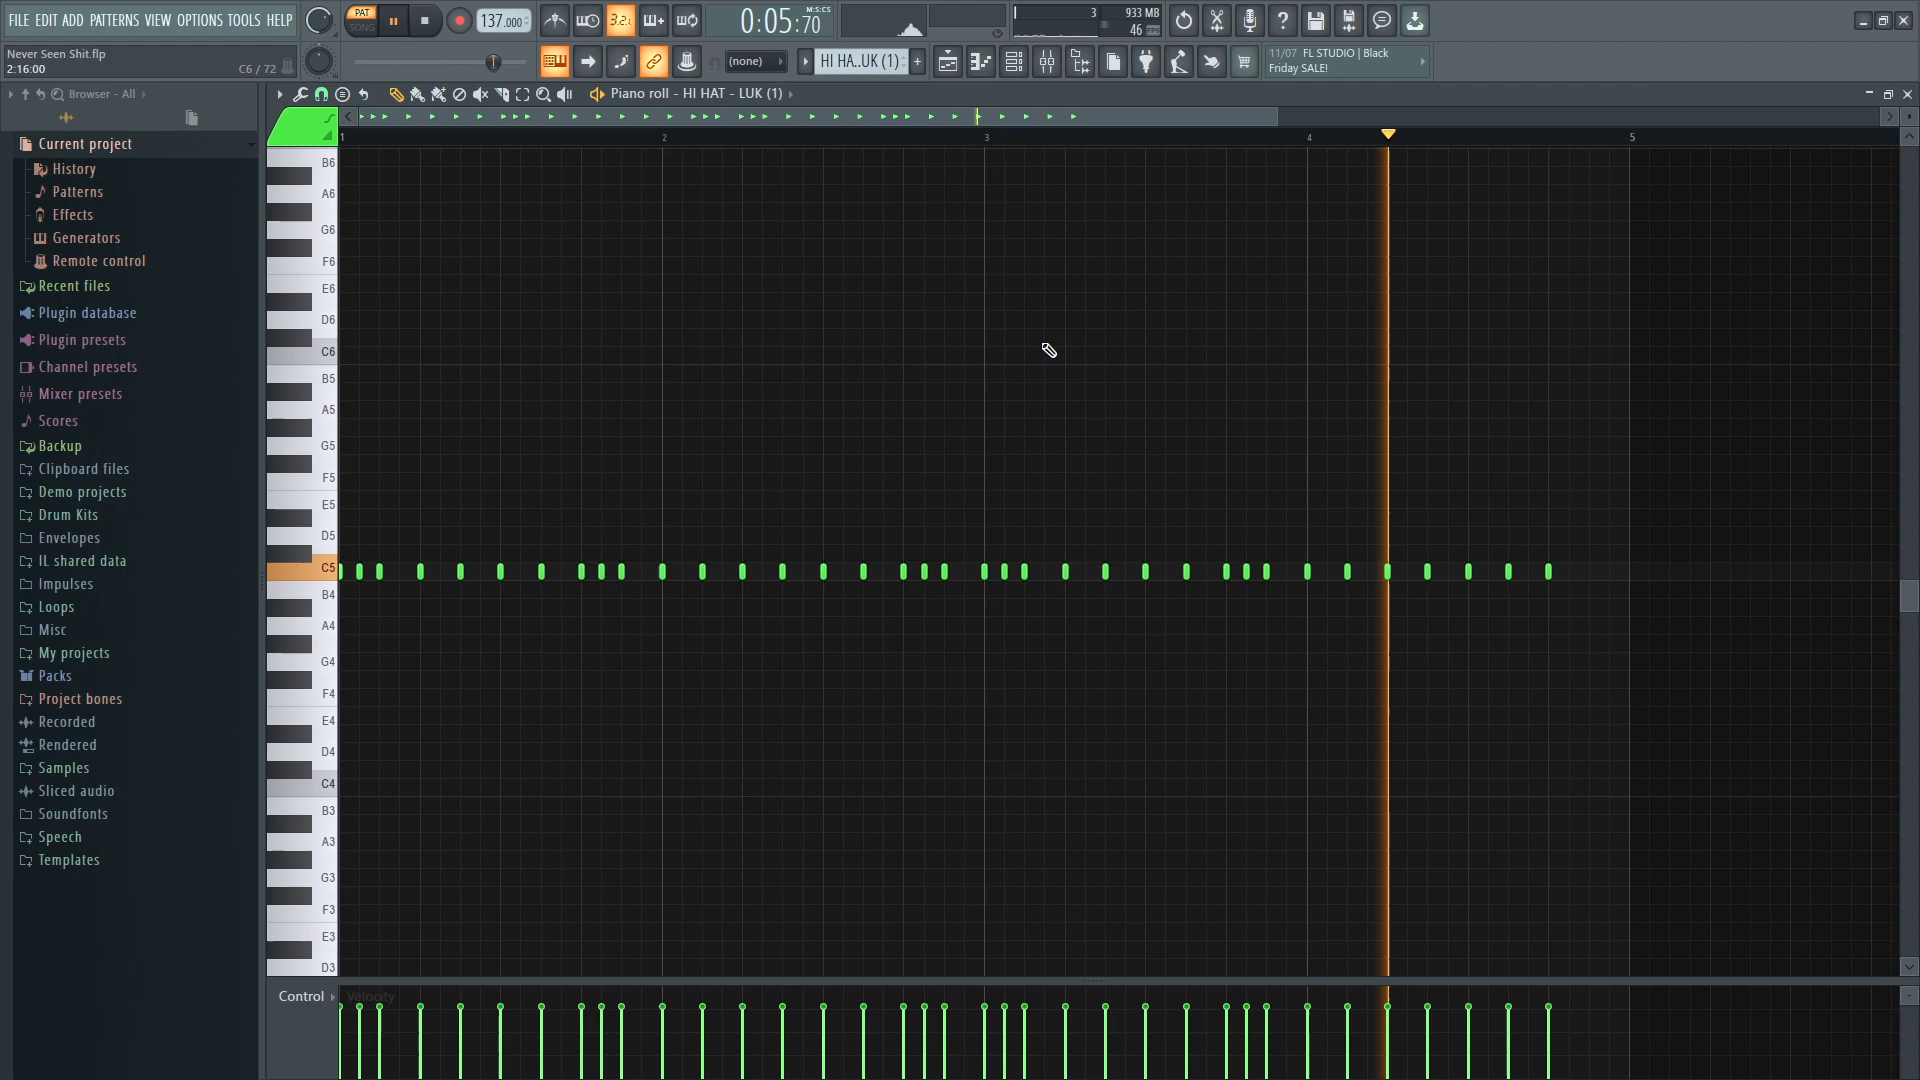 FILE EDIT ADD PATTERNS VIEW OPTIONS TOOLS HELP
PAT
SONG
137.000
3.2:
0:05:70
M:S:CS
3
933 MB
46
Never Seen Shit.flp
2:16:00
C6 / 72
(none)
HI HA..UK (1)
11/07 FL STUDIO | Black
Friday SALE!
Browser - All
Piano roll - HI HAT - LUK (1)
1
2
3
4
5
Current project
History
Patterns
Effects
Generators
Remote control
Recent files
Plugin database
Plugin presets
Channel presets
Mixer presets
Scores
Backup
Clipboard files
Demo projects
Drum Kits
Envelopes
IL shared data
Impulses
Loops
Misc
My projects
Packs
Project bones
Recorded
Rendered
Samples
Sliced audio
Soundfonts
Speech
Templates
B6
A6
G6
F6
E6
D6
C6
B5
A5
G5
F5
E5
D5
C5
B4
A4
G4
F4
E4
D4
C4
B3
A3
G3
F3
E3
D3
Control
Velocity